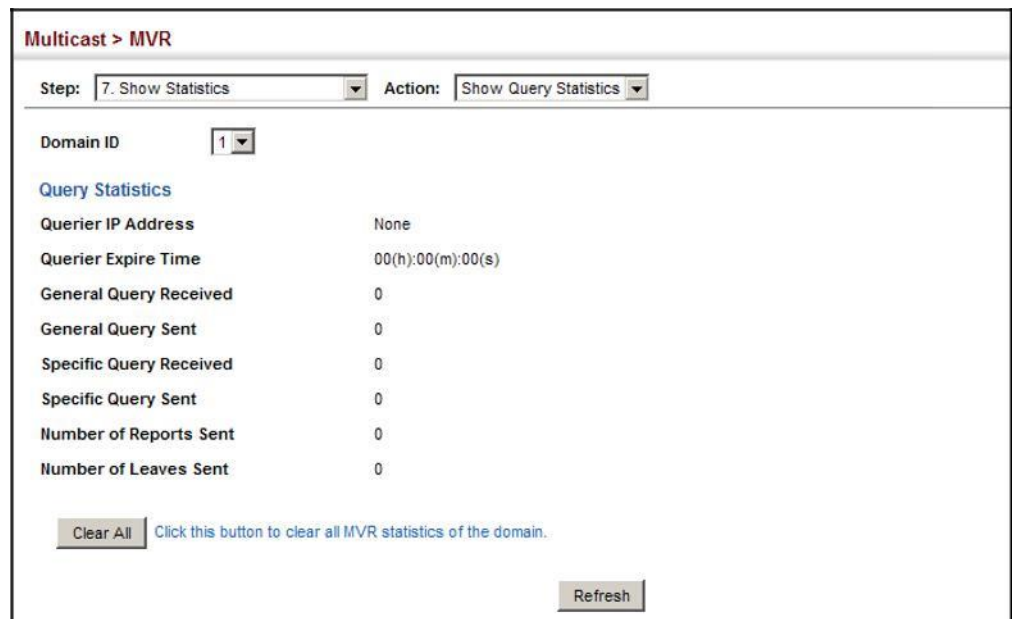 Multicast > MVR
Step: 7. Show Statistics Action: Show Query Statistics
Domain ID 1
Query Statistics
Querier IP Address None
Querier Expire Time 00(h):00(m):00(s)
General Query Received 0
General Query Sent 0
Specific Query Received 0
Specific Query Sent 0
Number of Reports Sent 0
Number of Leaves Sent 0
Clear All Click this button to clear all MVR statistics of the domain.
Refresh